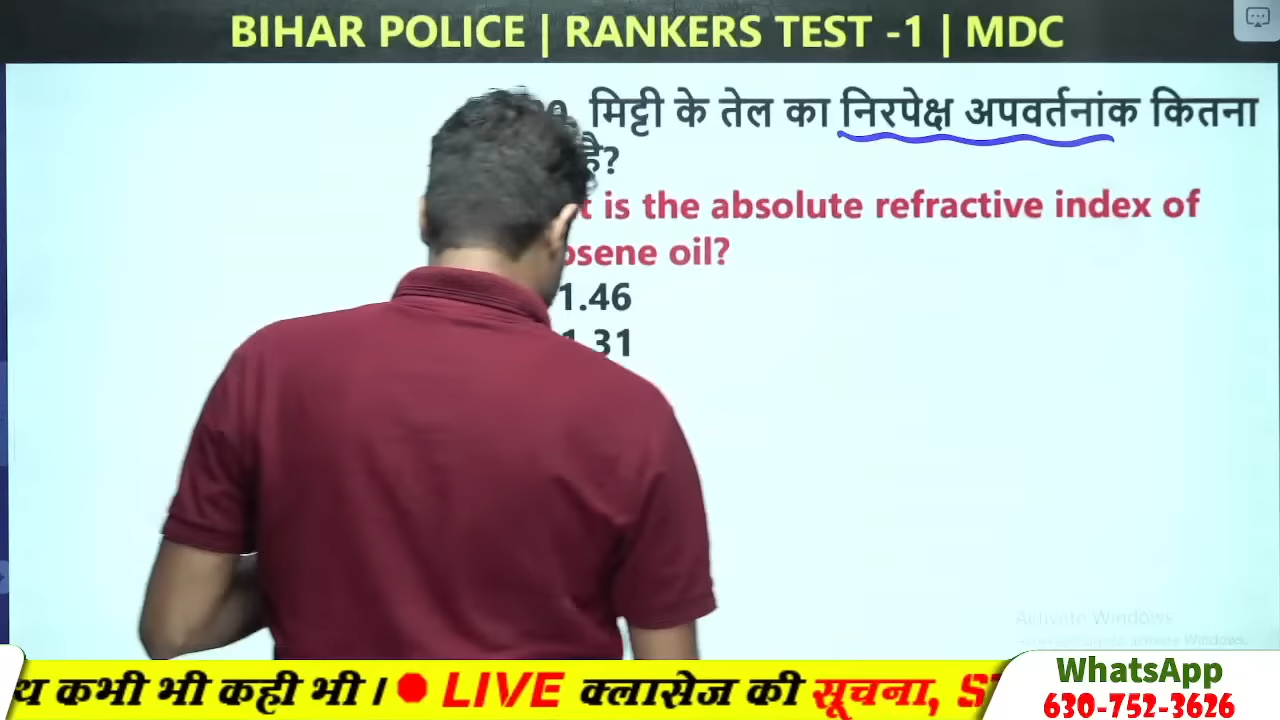 BIHAR POLICE | RANKERS TEST -1 | MDC
मिट्टी के तेल का निरपेक्ष अपवर्तनांक कितना
है?
is the absolute refractive index of
oil?
1.46
1.31
Activate Windows
कभी भी कही भी । LIVE क्लासेज की सूचना,
WhatsApp
630-752-3626